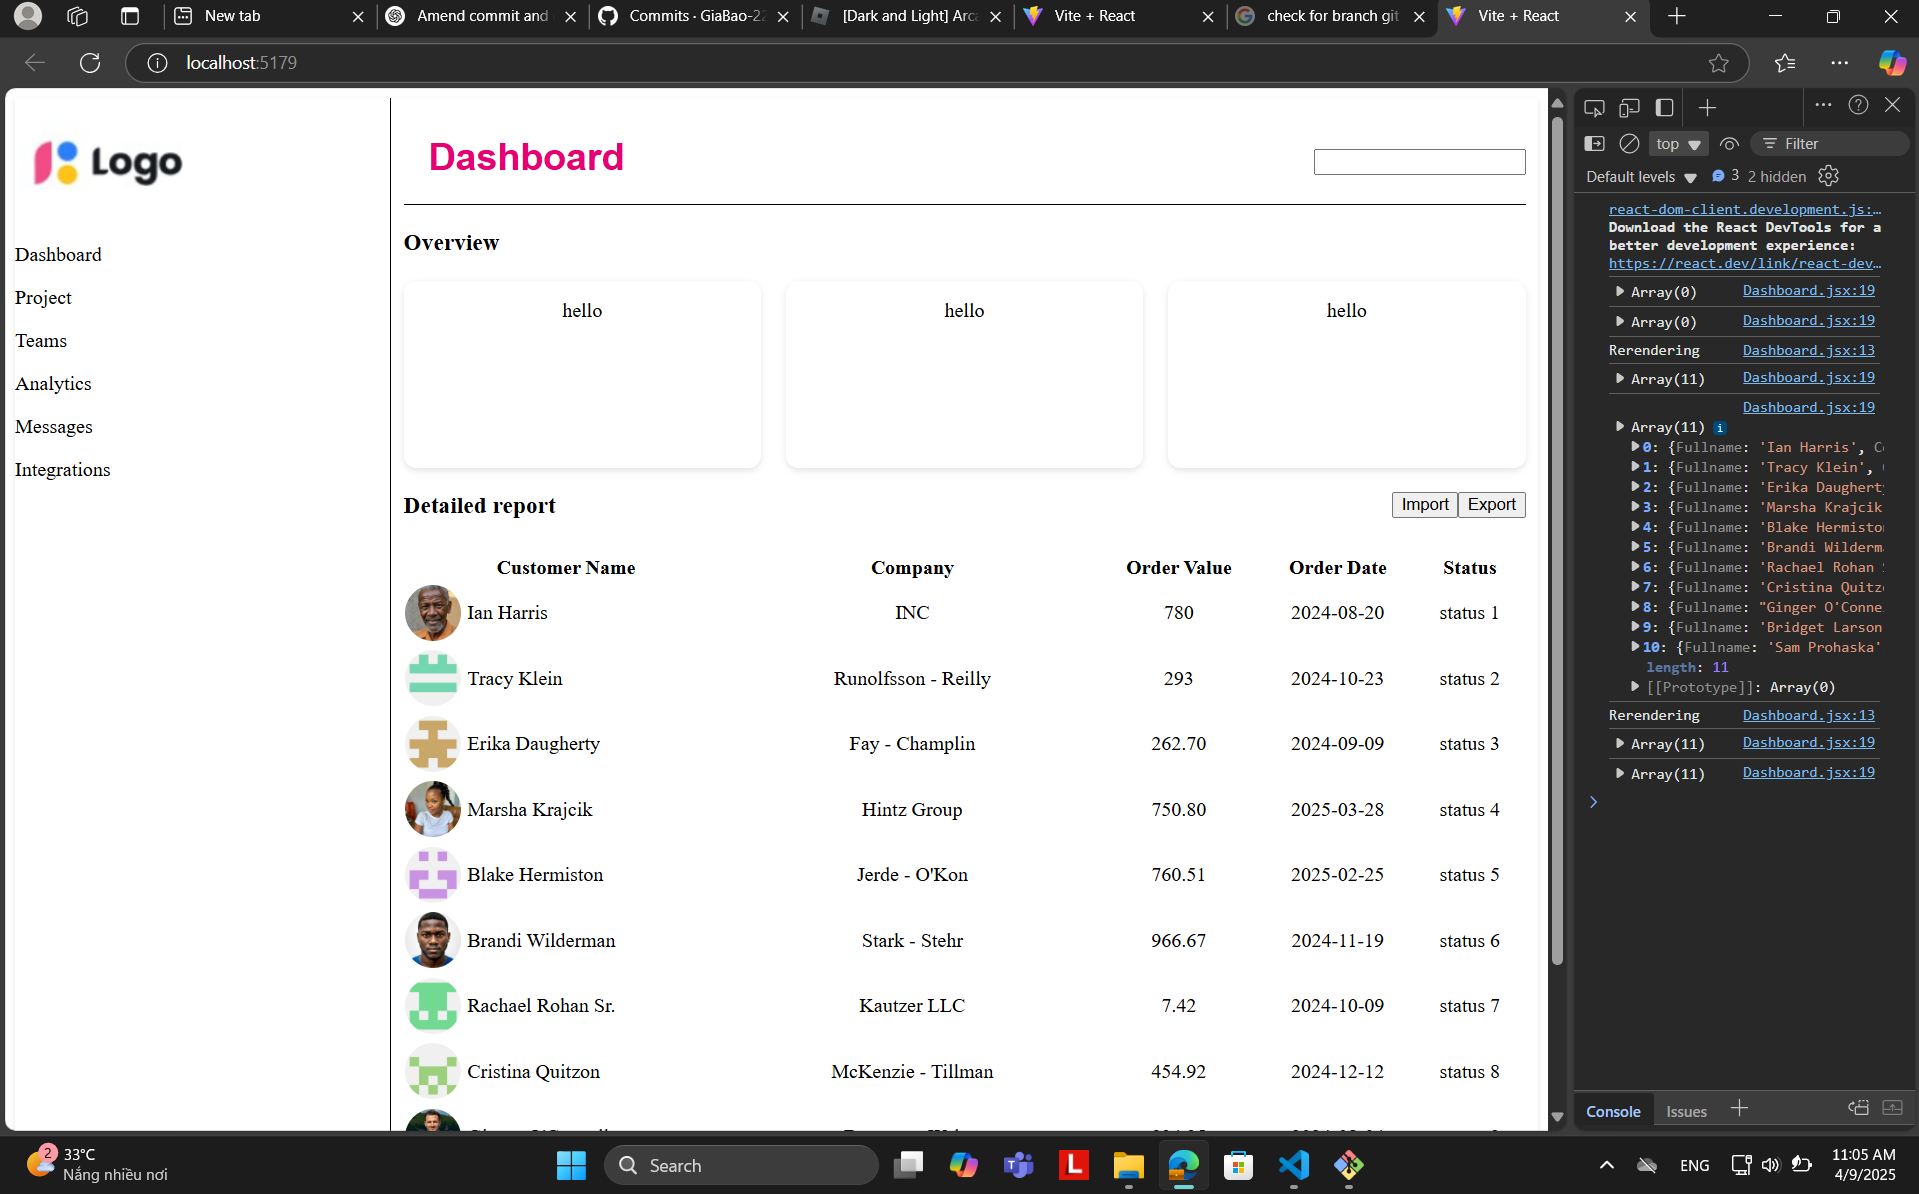 New tab
Amend commit and
Commits · GiaBao-22
[Dark and Light] Arca
Vite + React
check for branch git
Vite + React
localhost:5179
Logo
Dashboard
Project
Teams
Analytics
Messages
Integrations
Dashboard
Overview
hello hello hello
Detailed report
Import Export
Customer Name Company Order Value Order Date Status
Ian Harris INC 780 2024-08-20 status 1
Tracy Klein Runolfsson - Reilly 293 2024-10-23 status 2
Erika Daugherty Fay - Champlin 262.70 2024-09-09 status 3
Marsha Krajcik Hintz Group 750.80 2025-03-28 status 4
Blake Hermiston Jerde - O'Kon 760.51 2025-02-25 status 5
Brandi Wilderman Stark - Stehr 966.67 2024-11-19 status 6
Rachael Rohan Sr. Kautzer LLC 7.42 2024-10-09 status 7
Cristina Quitzon McKenzie - Tillman 454.92 2024-12-12 status 8
top Filter
Default levels 3 2 hidden
react-dom-client.development.js:…
Download the React DevTools for a
better development experience:
https://react.dev/link/react-dev…
Array(0) Dashboard.jsx:19
Array(0) Dashboard.jsx:19
Rerendering Dashboard.jsx:13
Array(11) Dashboard.jsx:19
Dashboard.jsx:19
Array(11) i
0: {Fullname: 'Ian Harris', C
1: {Fullname: 'Tracy Klein',
2: {Fullname: 'Erika Daugherty
3: {Fullname: 'Marsha Krajcik
4: {Fullname: 'Blake Hermiston
5: {Fullname: 'Brandi Wilderm
6: {Fullname: 'Rachael Rohan
7: {Fullname: 'Cristina Quitz
8: {Fullname: "Ginger O'Conne
9: {Fullname: 'Bridget Larson
10: {Fullname: 'Sam Prohaska'
length: 11
[[Prototype]]: Array(0)
Rerendering Dashboard.jsx:13
Array(11) Dashboard.jsx:19
Array(11) Dashboard.jsx:19
Console Issues
2
33°C
Nắng nhiều nơi
Search
L
ENG
11:05 AM
4/9/2025